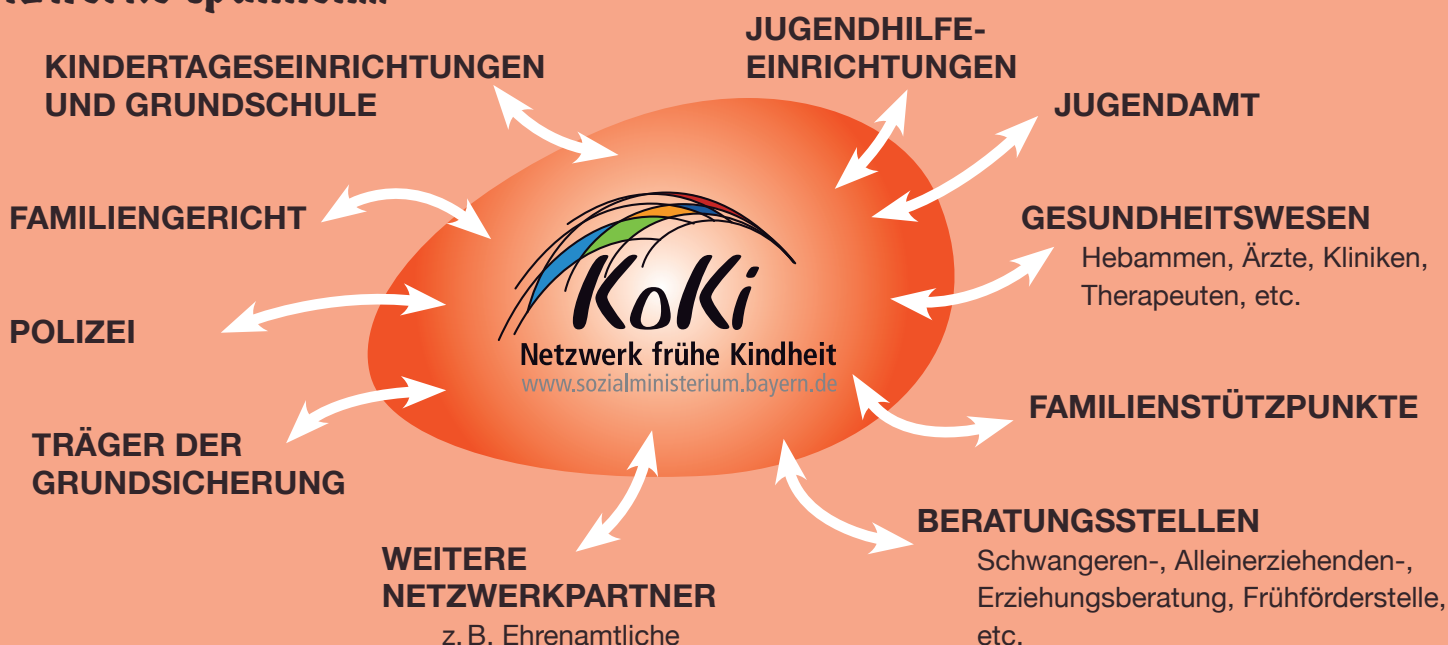 spannen...
JUGENDHILFE-
EINRICHTUNGEN
KINDERTAGESEINRICHTUNGEN
UND GRUNDSCHULE
JUGENDAMT
FAMILIENGERICHT
GESUNDHEITSWESEN
Hebammen, Ärzte, Kliniken,
Therapeuten, etc.
POLIZEI
KoKi
Netzwerk frühe Kindheit
www.sozialministerium.bayern.de
FAMILIENSTÜTZPUNKTE
TRÄGER DER
GRUNDSICHERUNG
BERATUNGSSTELLEN
Schwangeren-, Alleinerziehenden-,
Erziehungsberatung, Frühförderstelle,
etc.
WEITERE
NETZWERKPARTNER
z. B. Ehrenamtliche